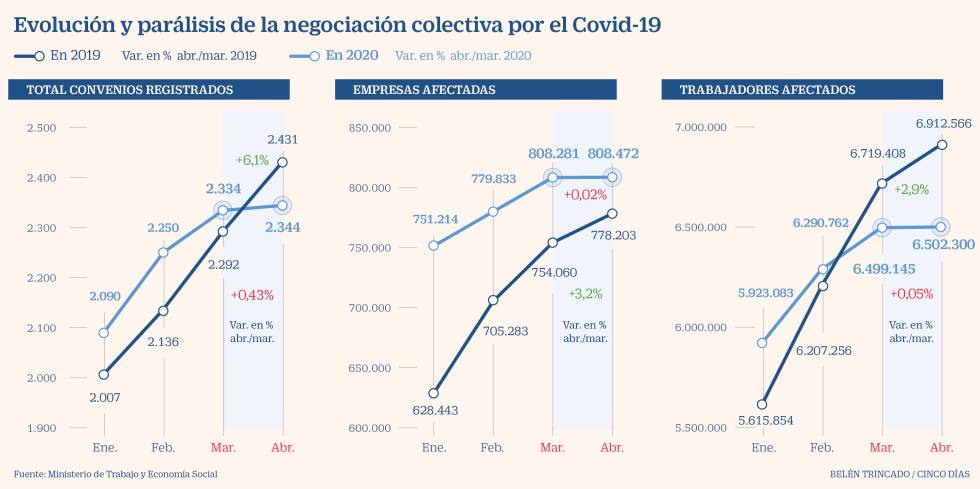 Evolución y parálisis de la negociación colectiva por el Covid-19
En 2019 Var. en % abr./mar. 2019 En 2020 Var. en % abr./mar. 2020
TOTAL CONVENIOS REGISTRADOS
2.500
2.400
2.300
2.200
2.100
2.000
1.900
2.431
+6,1%
2.334
2.250
2.344
2.292
2.090
+0,43%
2.136
Var. en %
abr./mar.
2.007
Ene. Feb. Mar. Abr.
EMPRESAS AFECTADAS
850.000
800.000
750.000
700.000
650.000
600.000
808.281 808.472
779.833
+0,02%
751.214
778.203
754.060
+3,2%
705.283
Var. en %
abr./mar.
628.443
Ene. Feb. Mar. Abr.
TRABAJADORES AFECTADOS
7.000.000
6.500.000
6.000.000
5.500.000
6.912.566
6.719.408
+2,9%
6.290.762
6.502.300
6.499.145
5.923.083
+0,05%
Var. en %
abr./mar.
6.207.256
5.615.854
Ene. Feb. Mar. Abr.
Fuente: Ministerio de Trabajo y Economía Social
BELÉN TRINCADO / CINCO DÍAS